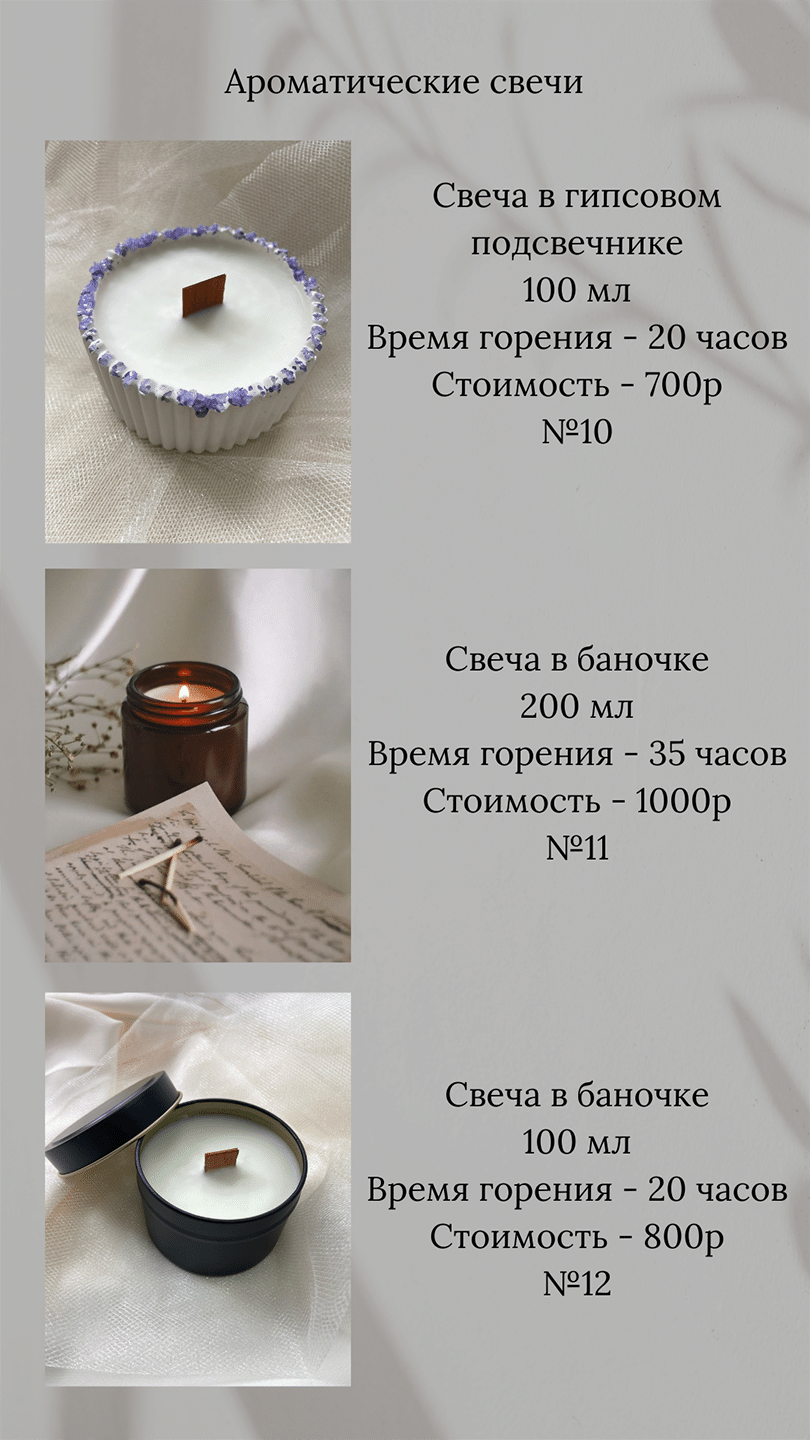 Ароматические свечи
Свеча в гипсовом
подсвечнике
100 мл
Время горения - 20 часов
Стоимость - 700р
№10
Свеча в баночке
200 мл
Время горения - 35 часов
Стоимость - 1000р
№11
Свеча в баночке
100 мл
Время горения - 20 часов
Стоимость - 800р
№12